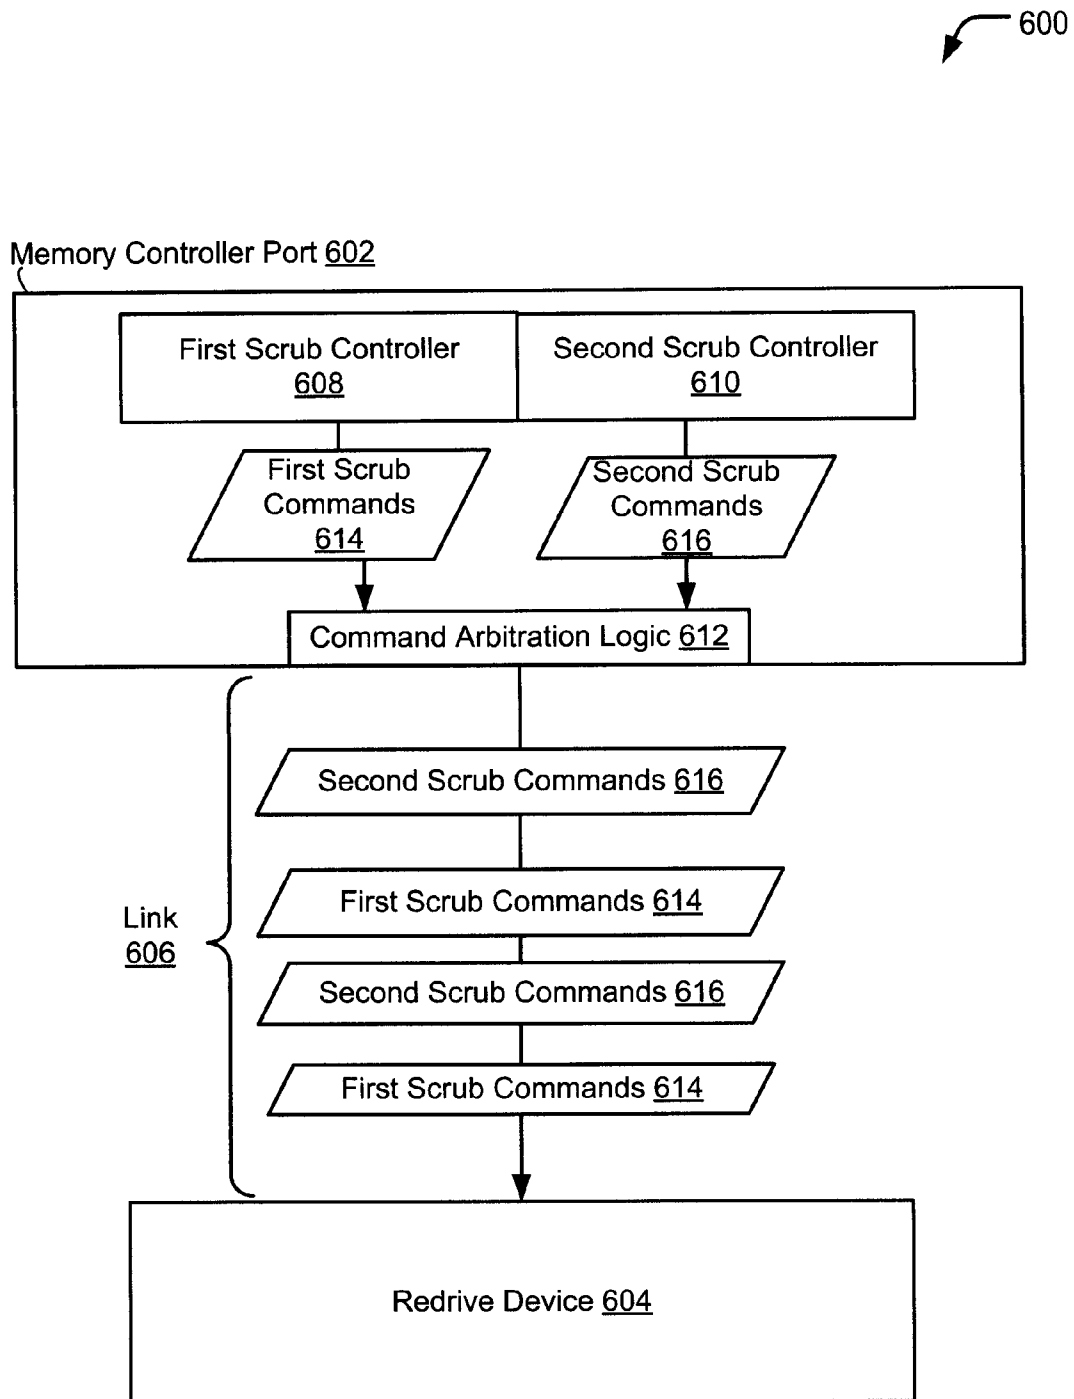 600
Memory Controller Port 602
First Scrub Controller
608
Second Scrub Controller
610
First Scrub
Commands
614
Second Scrub
Commands
616
Command Arbitration Logic 612
Second Scrub Commands 616
First Scrub Commands 614
Link
606
Second Scrub Commands 616
First Scrub Commands 614
Redrive Device 604